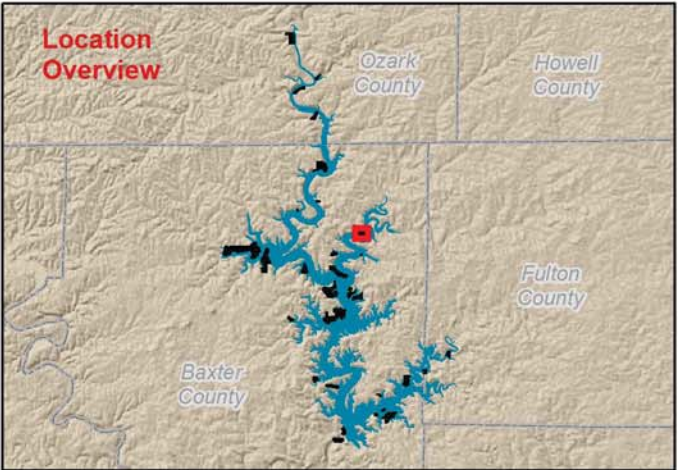 Location
Overview
Ozark
County
Howell
County
Fulton
County
Baxter
County